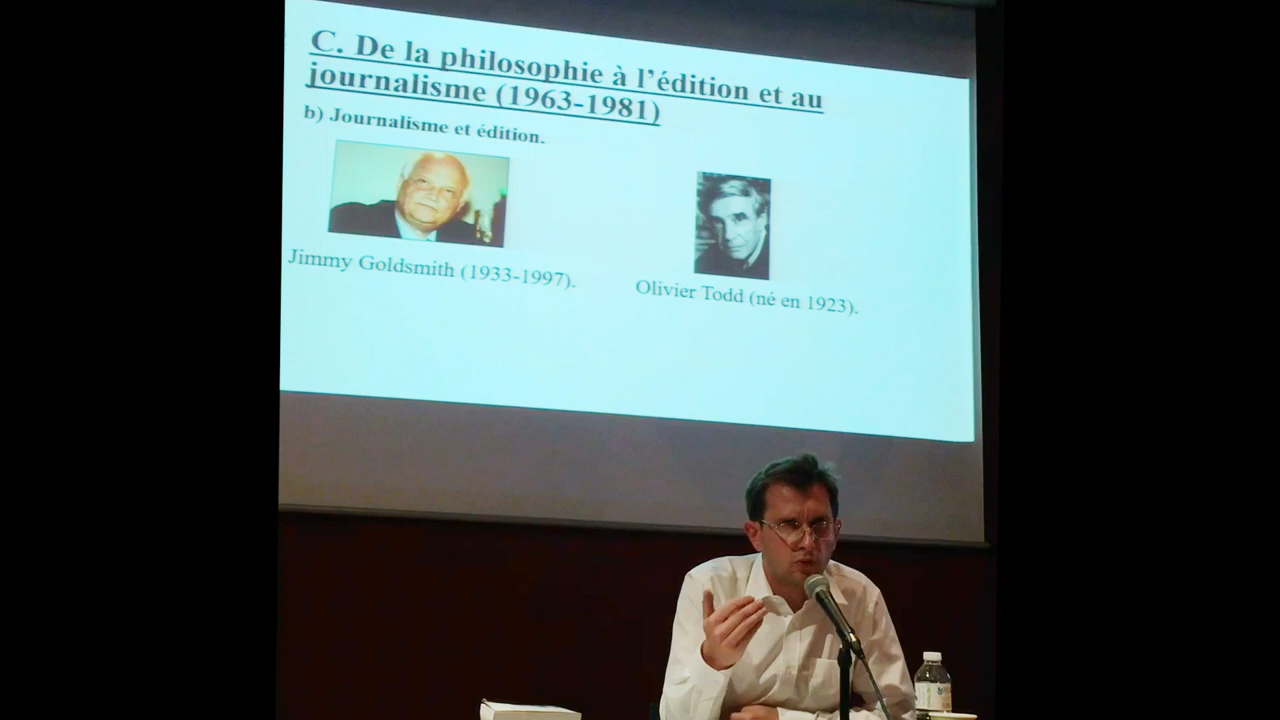 C. De la philosophie à l'édition et au
journalisme (1963-1981)
b) Journalisme et édition.
Jimmy Goldsmith (1933-1997).
Olivier Todd (né en 1923).